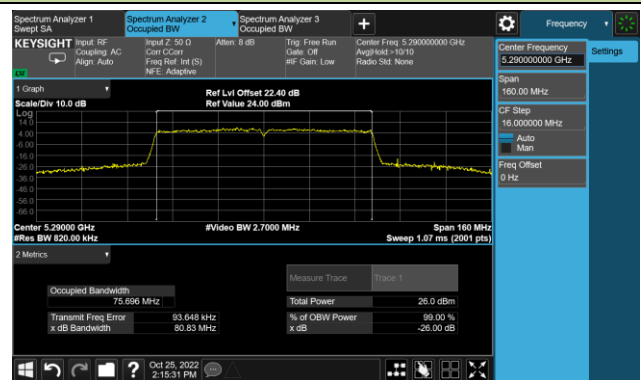 Spectrum Analyzer 1
Swept SA
Spectrum Analyzer 2
Occupied BW
Spectrum Analyzer 3
Occupied BW
Frequency
KEYSIGHT
Input: RF
Coupling: AC
Align: Auto
Input Z: 50 Ω
Corr CCorr
Freq Ref: Int (S)
NFE: Adaptive
Atten: 8 dB
Trig: Free Run
Gate: Off
#IF Gain: Low
Center Freq: 5.290000000 GHz
Avg|Hold:>10/10
Radio Std: None
Center Frequency
5.290000000 GHz
Settings
Span
160.00 MHz
CF Step
16.000000 MHz
Auto
Man
Freq Offset
0 Hz
1 Graph
Scale/Div 10.0 dB
Ref Lvl Offset 22.40 dB
Ref Value 24.00 dBm
Log
14.0
4.00
-6.00
-16.0
-26.0
-36.0
-46.0
-56.0
-66.0
Center 5.29000 GHz
#Res BW 820.00 kHz
#Video BW 2.7000 MHz
Span 160 MHz
Sweep 1.07 ms (2001 pts)
2 Metrics
Measure Trace
Trace 1
Occupied Bandwidth
75.696 MHz
Total Power
26.0 dBm
Transmit Freq Error
93.648 kHz
% of OBW Power
99.00 %
x dB Bandwidth
80.83 MHz
x dB
-26.00 dB
Oct 25, 2022
2:15:31 PM